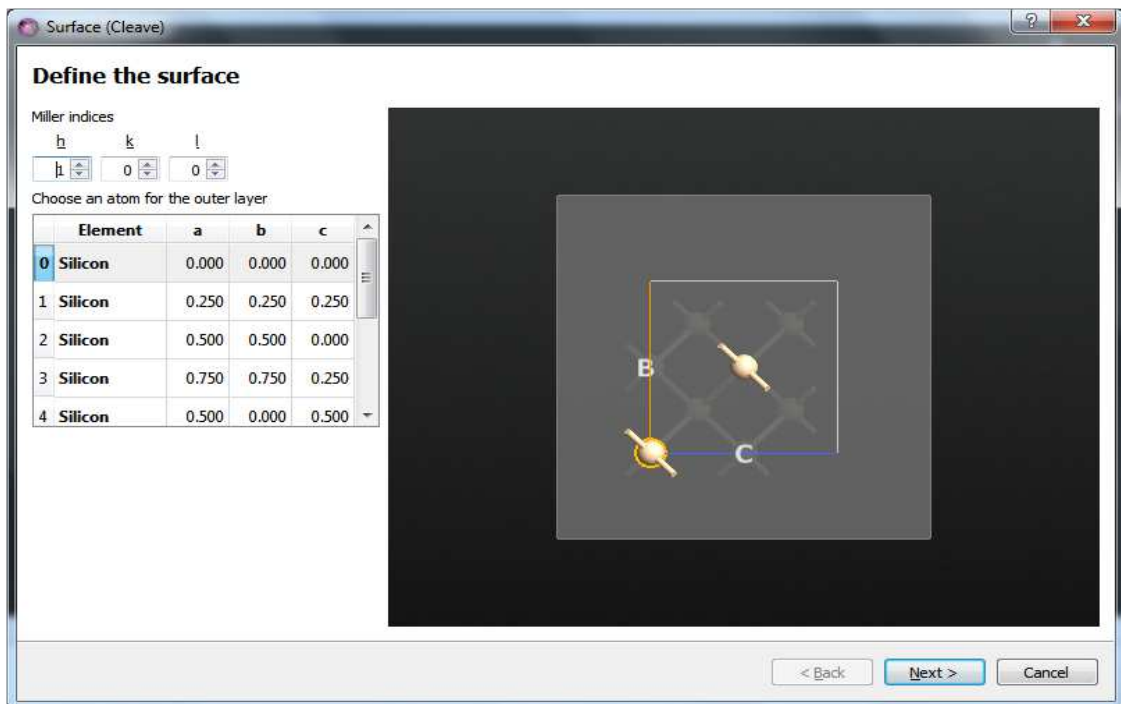 Surface (Cleave)
Define the surface
Miller indices
h k l
1 0 0
Choose an atom for the outer layer
Element a b c
0 Silicon 0.000 0.000 0.000
1 Silicon 0.250 0.250 0.250
2 Silicon 0.500 0.500 0.000
3 Silicon 0.750 0.750 0.250
4 Silicon 0.500 0.000 0.500
B
C
< Back Next > Cancel